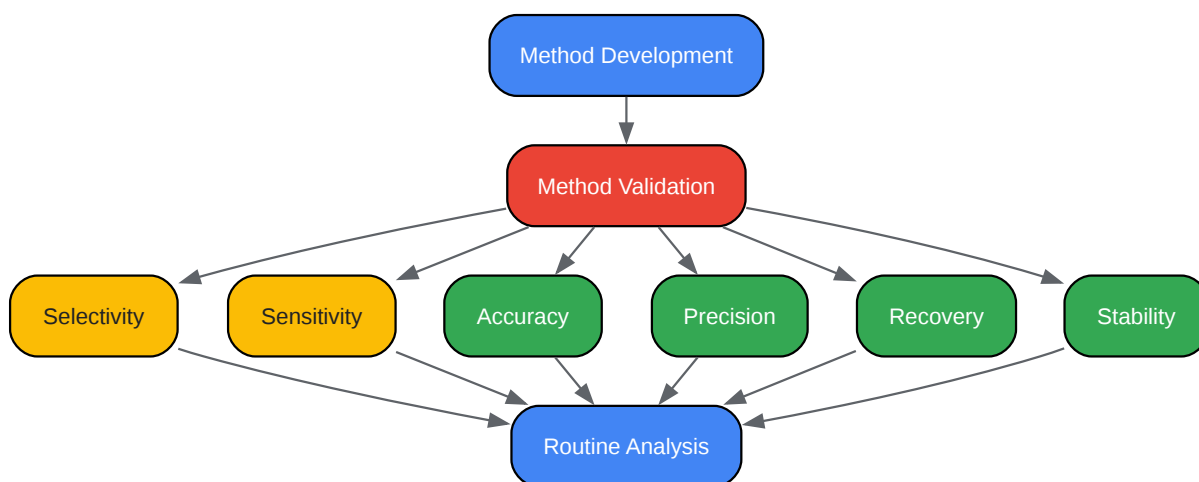 Method Development
Method Validation
Selectivity
Sensitivity
Accuracy
Precision
Recovery
Stability
Routine Analysis